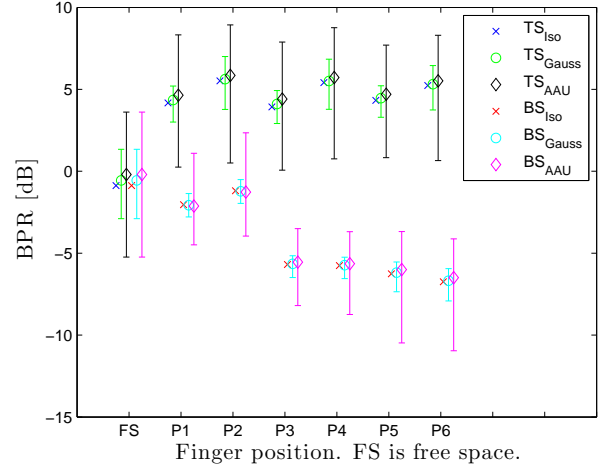 10
5
0
−5
−10
−15
BPR [dB]
TS_Iso
TS_Gauss
TS_AAU
BS_Iso
BS_Gauss
BS_AAU
FS P1 P2 P3 P4 P5 P6
Finger position. FS is free space.